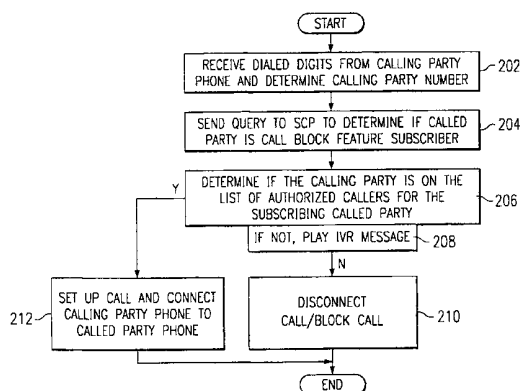 START
RECEIVE DIALED DIGITS FROM CALLING PARTY
PHONE AND DETERMINE CALLING PARTY NUMBER
202
SEND QUERY TO SCP TO DETERMINE IF CALLED
PARTY IS CALL BLOCK FEATURE SUBSCRIBER
204
DETERMINE IF THE CALLING PARTY IS ON THE
LIST OF AUTHORIZED CALLERS FOR THE
SUBSCRIBING CALLED PARTY
206
Y
IF NOT, PLAY IVR MESSAGE
208
N
212
SET UP CALL AND CONNECT
CALLING PARTY PHONE TO
CALLED PARTY PHONE
DISCONNECT
CALL/BLOCK CALL
210
END